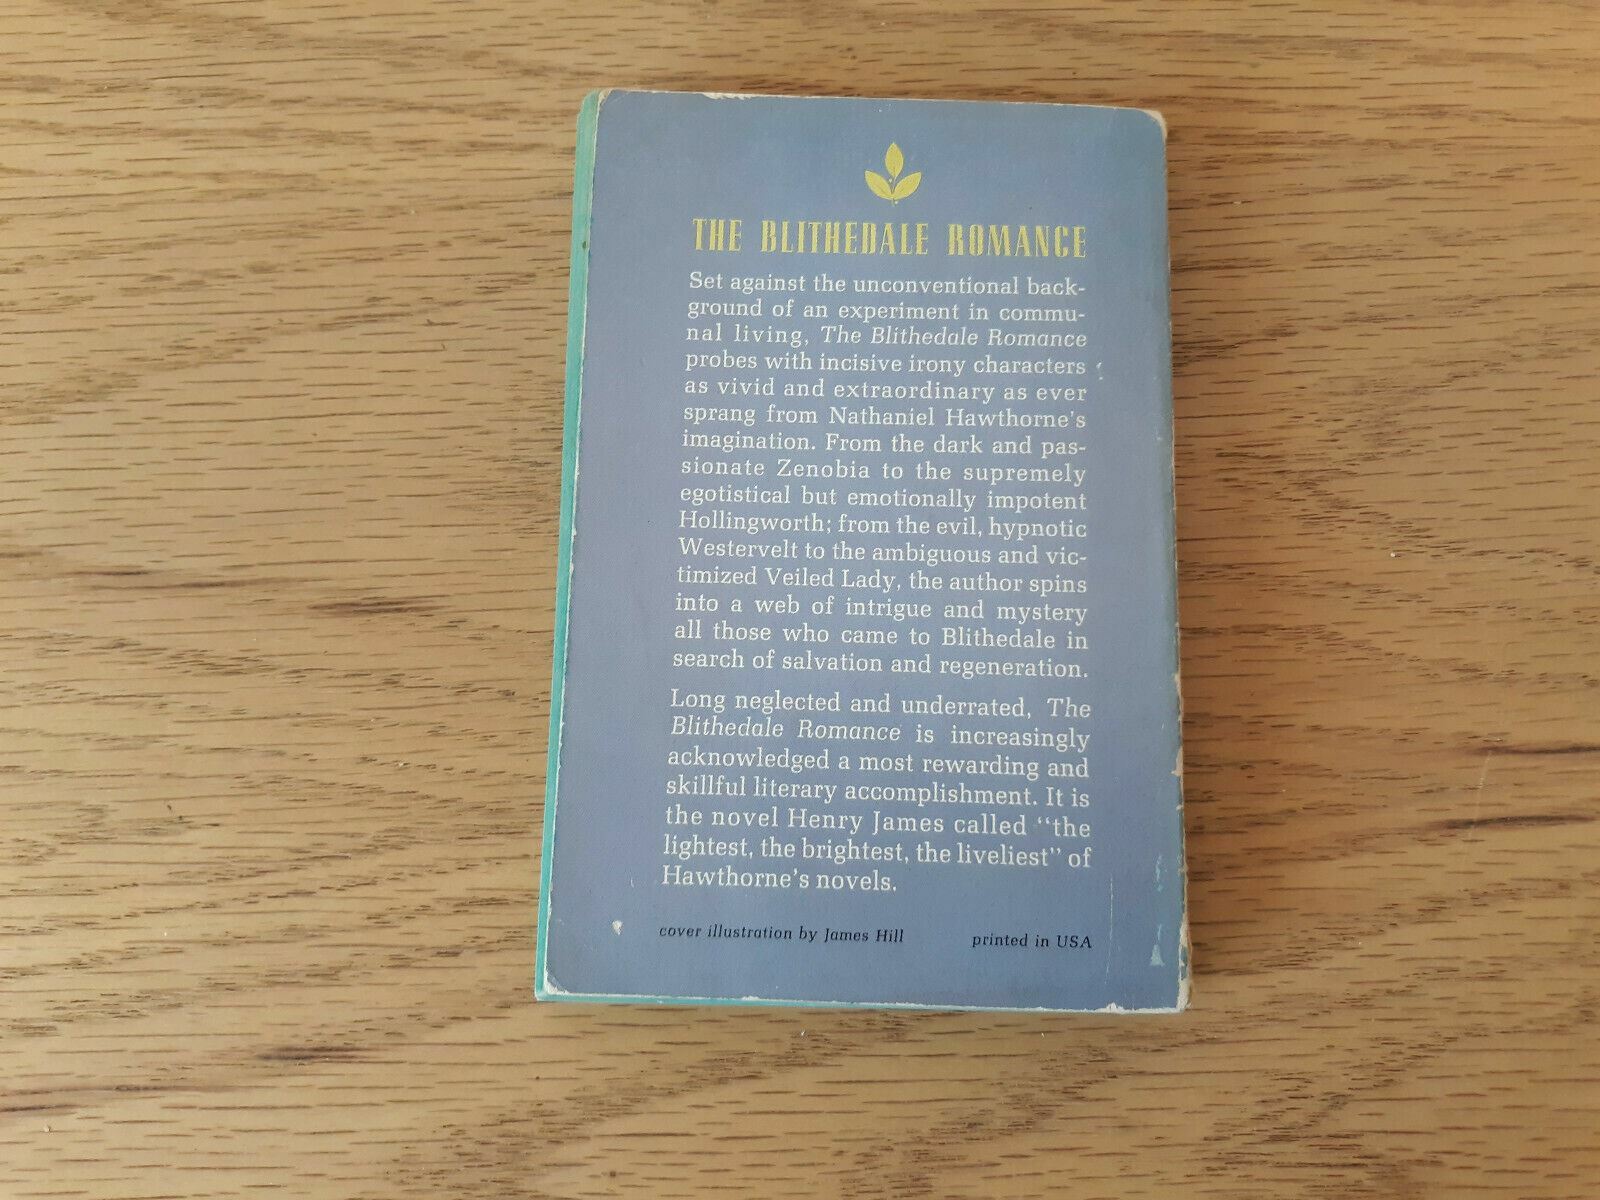 THE BLITHEDALE ROMANCE
Set against the unconventional back-
ground of an experiment in commu-
nal living, The Blithedale Romance
probes with incisive irony characters
as vivid and extraordinary as ever
sprang from Nathaniel Hawthorne's
imagination. From the dark and pas-
sionate Zenobia to the supremely
egotistical but emotionally impotent
Hollingworth; from the evil, hypnotic
Westervelt to the ambiguous and vic-
timized Veiled Lady, the author spins
into a web of intrigue and mystery
all those who came to Blithedale in
search of salvation and regeneration.
Long neglected and underrated, The
Blithedale Romance is increasingly
acknowledged a most rewarding and
skillful literary accomplishment. It is
the novel Henry James called "the
lightest, the brightest, the liveliest" of
Hawthorne's novels.
cover illustration by James Hill printed in USA